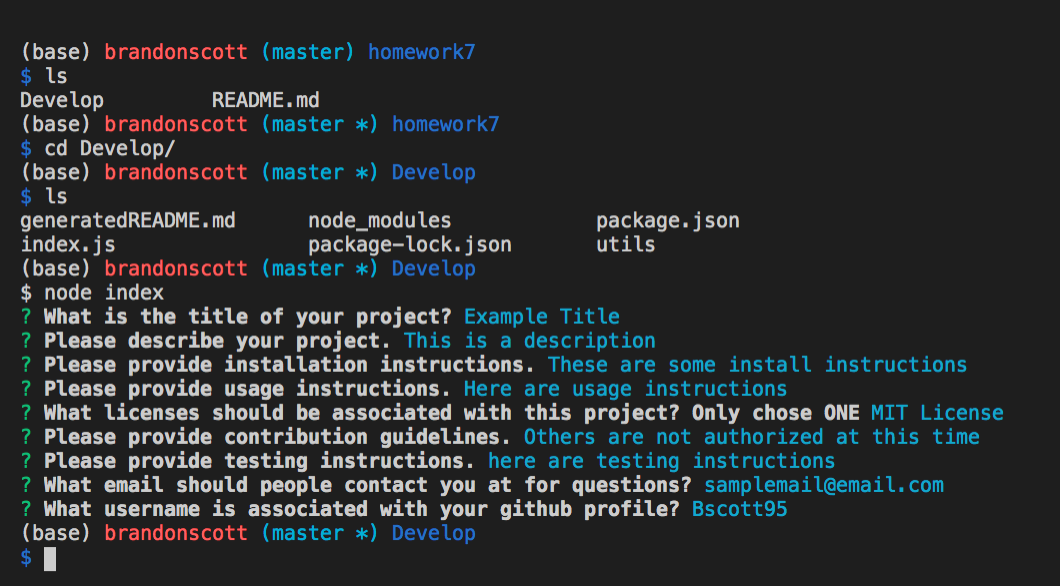 (base) brandonscott (master) homework7
$ ls
Develop         README.md
(base) brandonscott (master *) homework7
$ cd Develop/
(base) brandonscott (master *) Develop
$ ls
generatedREADME.md      node_modules            package.json
index.js                package-lock.json       utils
(base) brandonscott (master *) Develop
$ node index
? What is the title of your project? Example Title
? Please describe your project. This is a description
? Please provide installation instructions. These are some install instructions
? Please provide usage instructions. Here are usage instructions
? What licenses should be associated with this project? Only chose ONE MIT License
? Please provide contribution guidelines. Others are not authorized at this time
? Please provide testing instructions. here are testing instructions
? What email should people contact you at for questions? samplemail@email.com
? What username is associated with your github profile? Bscott95
(base) brandonscott (master *) Develop
$